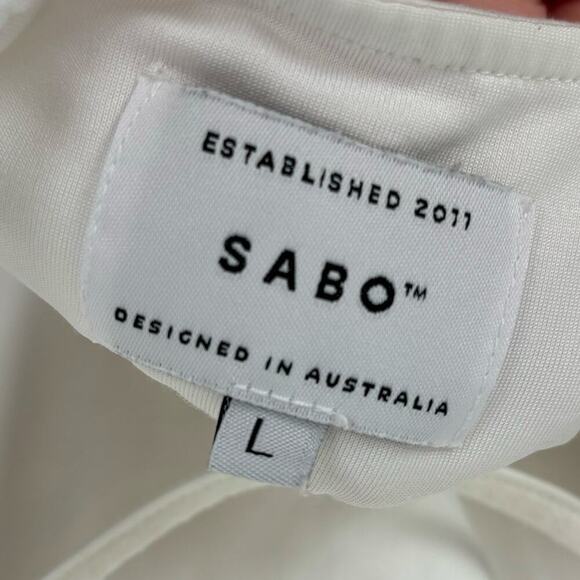 ESTABLISHED 2011
SABO™
DESIGNED IN AUSTRALIA
L